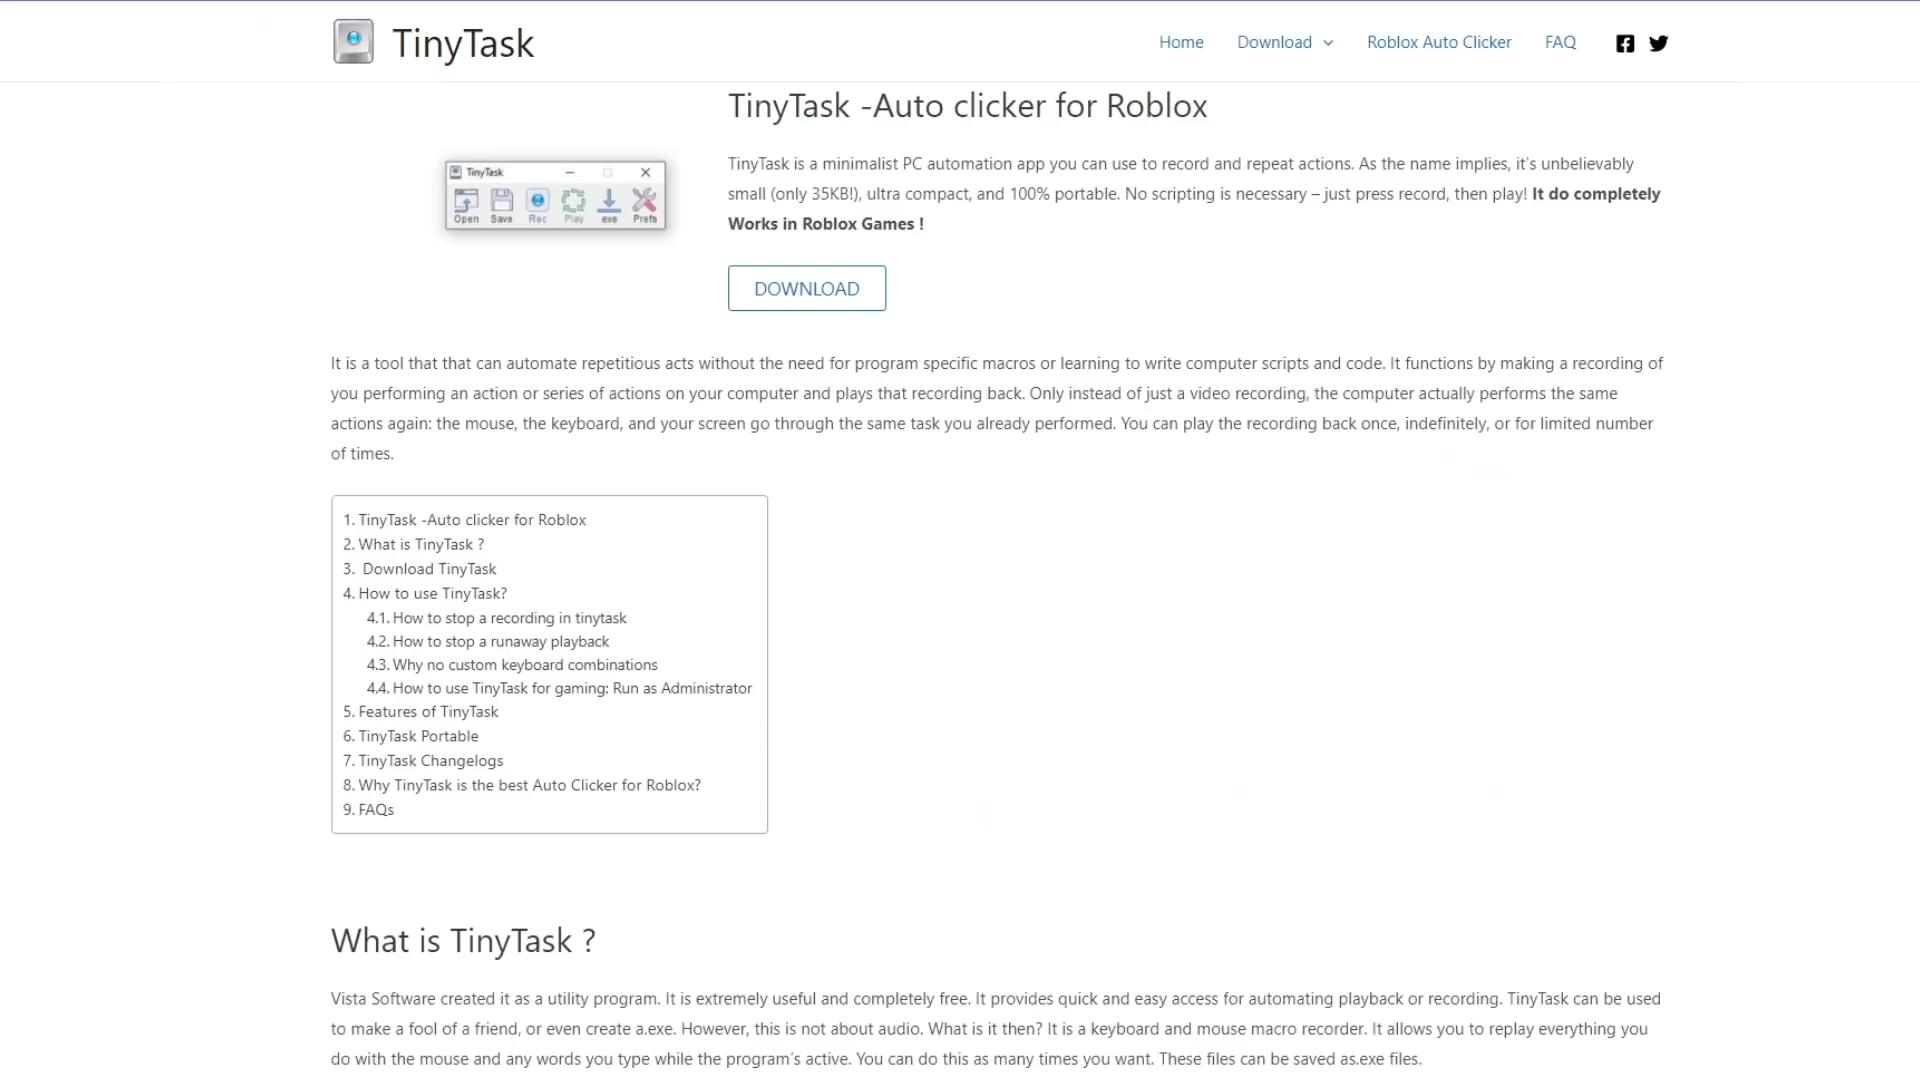 TinyTask
Home
Download
Roblox Auto Clicker
FAQ
TinyTask -Auto clicker for Roblox
TinyTask
Open Save Rec Play exe Prefs
TinyTask is a minimalist PC automation app you can use to record and repeat actions. As the name implies, it’s unbelievably
small (only 35KB!), ultra compact, and 100% portable. No scripting is necessary – just press record, then play! It do completely
Works in Roblox Games !
DOWNLOAD
It is a tool that that can automate repetitious acts without the need for program specific macros or learning to write computer scripts and code. It functions by making a recording of
you performing an action or series of actions on your computer and plays that recording back. Only instead of just a video recording, the computer actually performs the same
actions again: the mouse, the keyboard, and your screen go through the same task you already performed. You can play the recording back once, indefinitely, or for limited number
of times.
1. TinyTask -Auto clicker for Roblox
2. What is TinyTask ?
3. Download TinyTask
4. How to use TinyTask?
4.1. How to stop a recording in tinytask
4.2. How to stop a runaway playback
4.3. Why no custom keyboard combinations
4.4. How to use TinyTask for gaming: Run as Administrator
5. Features of TinyTask
6. TinyTask Portable
7. TinyTask Changelogs
8. Why TinyTask is the best Auto Clicker for Roblox?
9. FAQs
What is TinyTask ?
Vista Software created it as a utility program. It is extremely useful and completely free. It provides quick and easy access for automating playback or recording. TinyTask can be used
to make a fool of a friend, or even create a.exe. However, this is not about audio. What is it then? It is a keyboard and mouse macro recorder. It allows you to replay everything you
do with the mouse and any words you type while the program’s active. You can do this as many times you want. These files can be saved as.exe files.